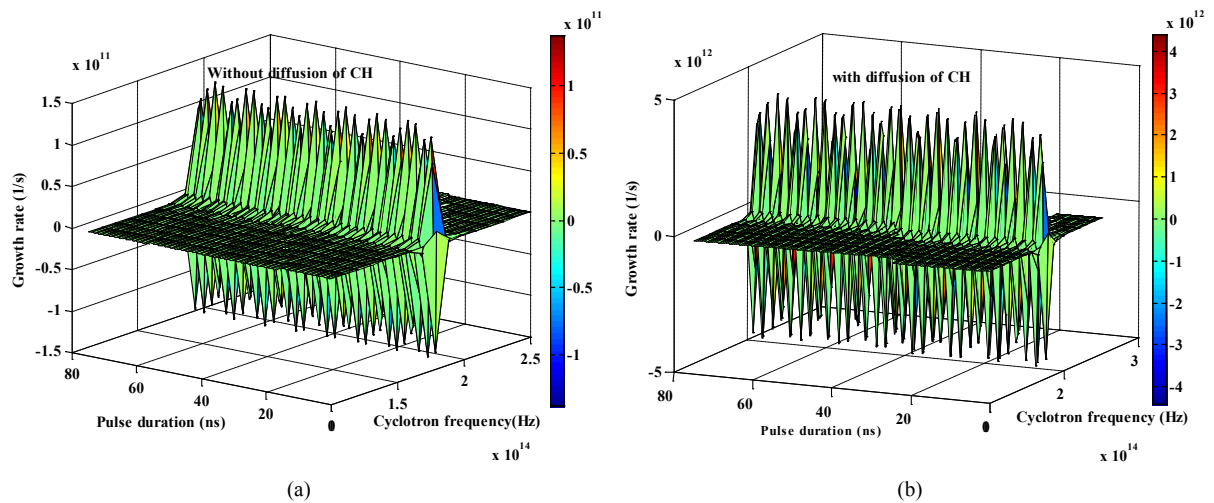 x 10^11
x 10^11
Without diffusion of CH
1.5
1
0.5
0
-0.5
-1
-1.5
Growth rate (1/s)
80
60
40
20
0
Pulse duration (ns)
1.5
2
2.5
Cyclotron frequency(Hz)
x 10^14
1
0.5
0
-0.5
-1
(a)
x 10^12
x 10^12
with diffusion of CH
5
0
-5
Growth rate (1/s)
80
60
40
20
0
Pulse duration (ns)
2
3
Cyclotron frequency (Hz)
x 10^14
4
3
2
1
0
-1
-2
-3
-4
(b)